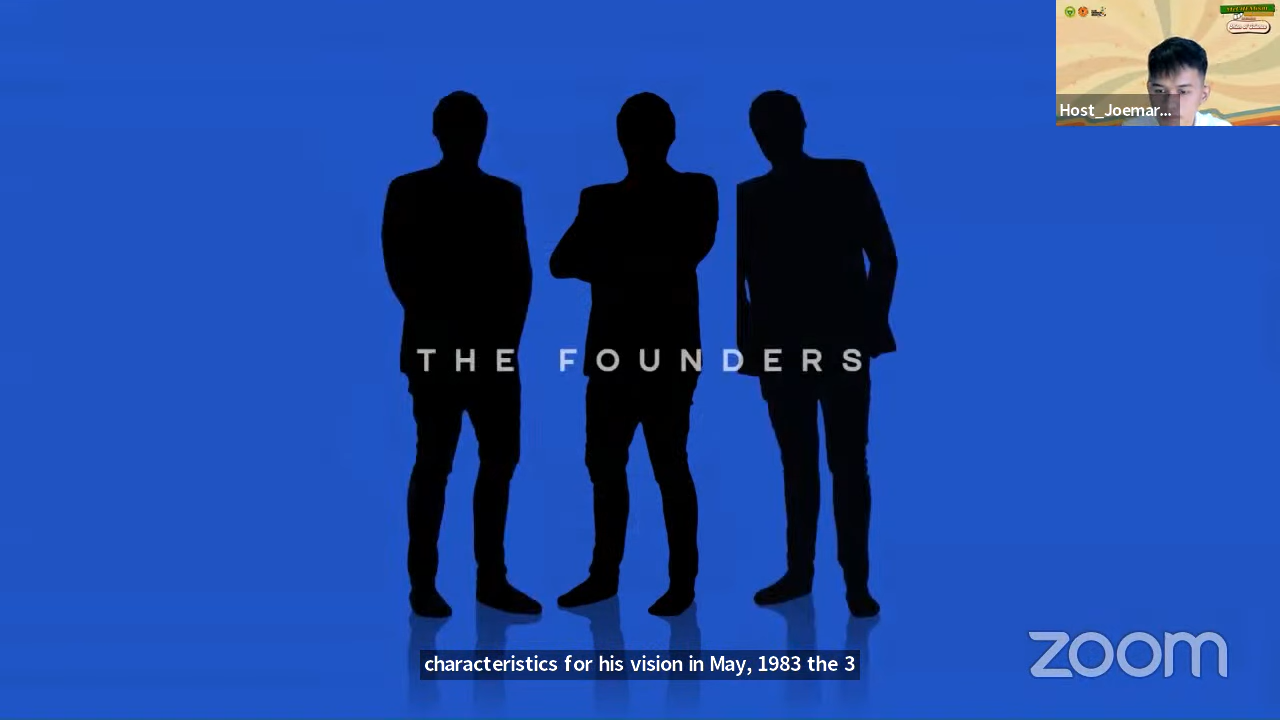 Host_Joemar...
THE FOUNDERS
characteristics for his vision in May, 1983 the 3
zoom